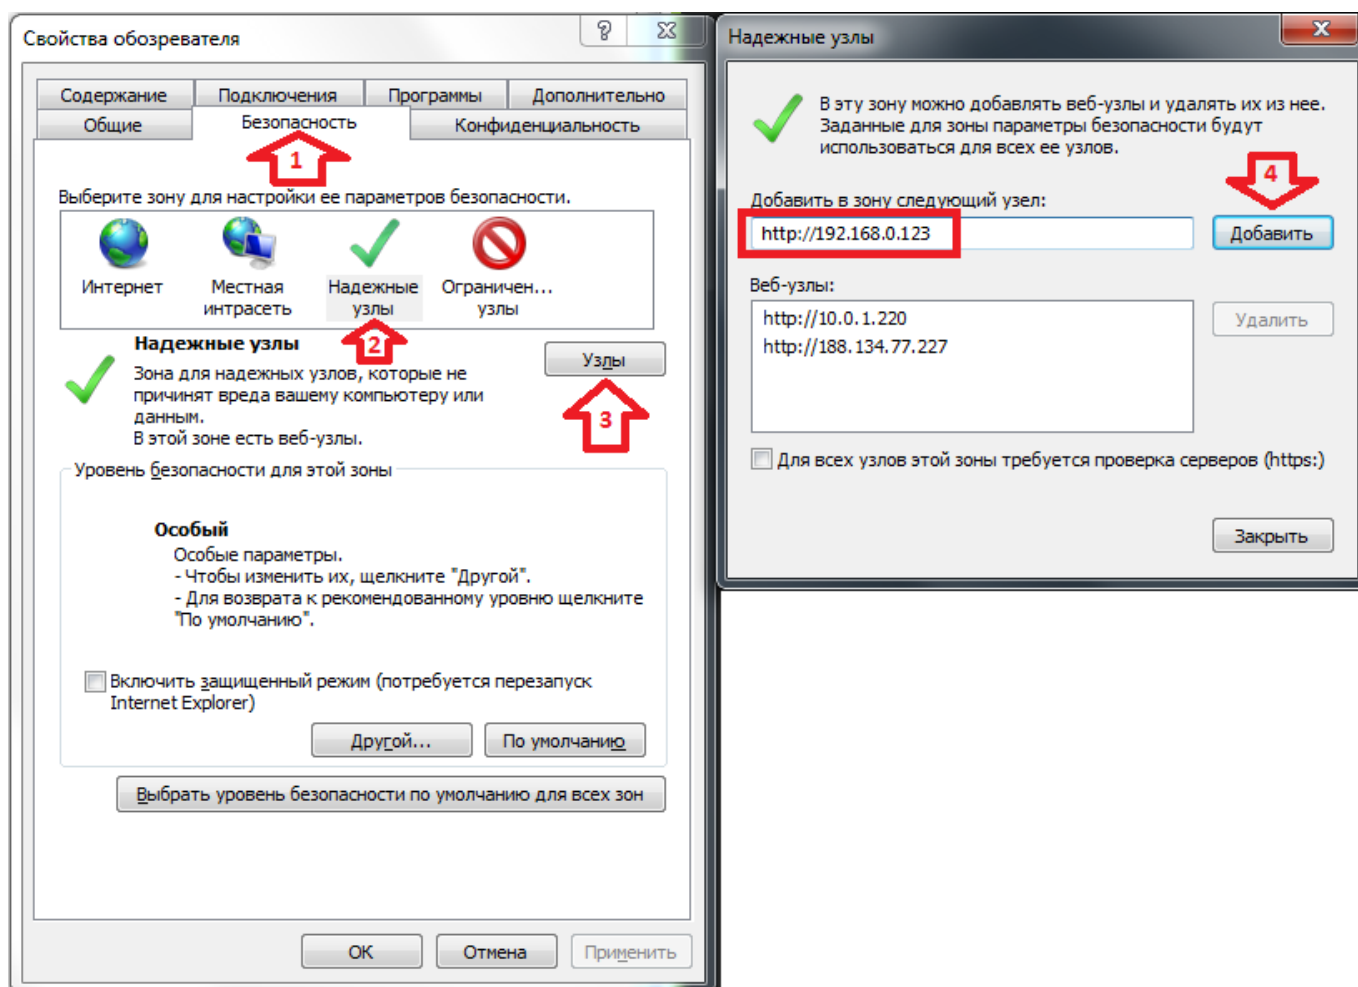 Свойства обозревателя
Содержание
Подключения
Программы
Дополнительно
Общие
Безопасность
Конфиденциальность
1
Выберите зону для настройки ее параметров безопасности.
Интернет
Местная
интрасеть
Надежные
узлы
Ограничен...
узлы
2
Надежные узлы
Узлы
3
Зона для надежных узлов, которые не
причинят вреда вашему компьютеру или
данным.
В этой зоне есть веб-узлы.
Уровень безопасности для этой зоны
Особый
Особые параметры.
- Чтобы изменить их, щелкните "Другой".
- Для возврата к рекомендованному уровню щелкните
"По умолчанию".
Включить защищенный режим (потребуется перезапуск
Internet Explorer)
Другой...
По умолчанию
Выбрать уровень безопасности по умолчанию для всех зон
ОК
Отмена
Применить
Надежные узлы
В эту зону можно добавлять веб-узлы и удалять их из нее.
Заданные для зоны параметры безопасности будут
использоваться для всех ее узлов.
4
Добавить в зону следующий узел:
http://192.168.0.123
Добавить
Веб-узлы:
http://10.0.1.220
http://188.134.77.227
Удалить
Для всех узлов этой зоны требуется проверка серверов (https:)
Закрыть